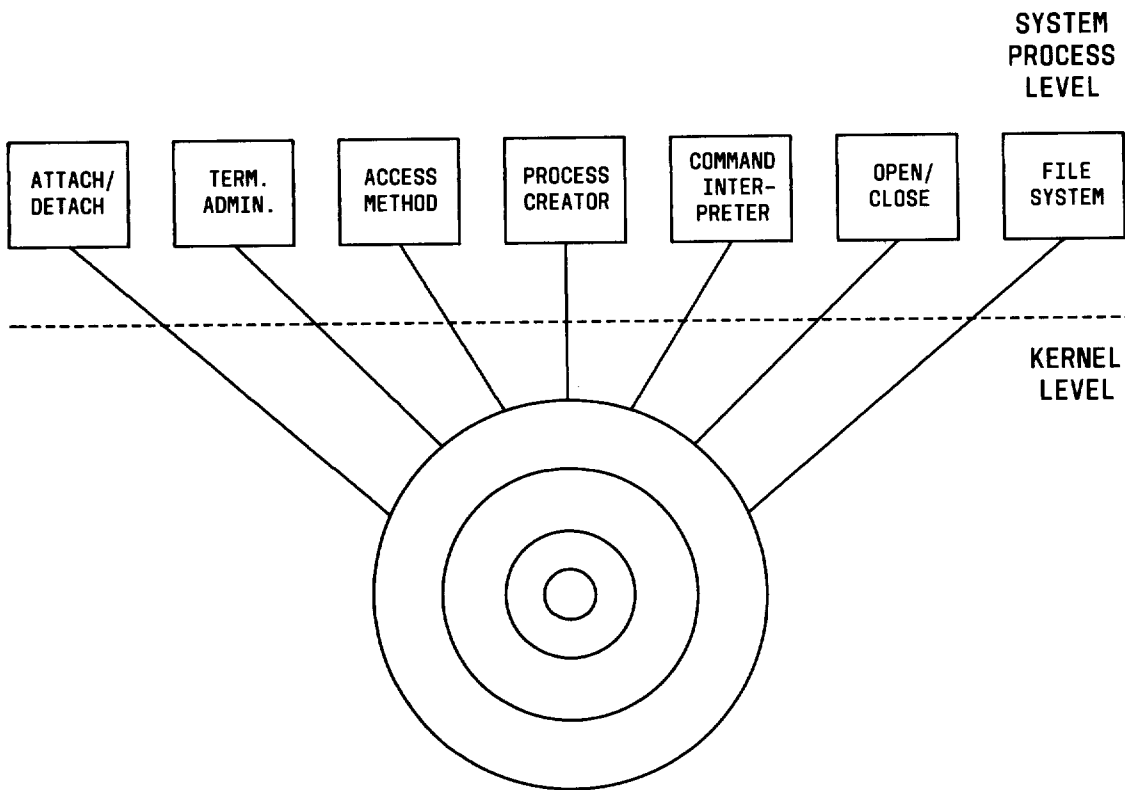 SYSTEM
PROCESS
LEVEL
ATTACH/
DETACH
TERM.
ADMIN.
ACCESS
METHOD
PROCESS
CREATOR
COMMAND
INTER-
PRETER
OPEN/
CLOSE
FILE
SYSTEM
KERNEL
LEVEL